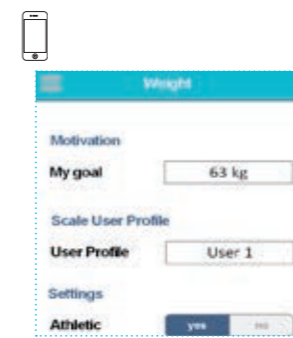 Weight
Motivation
My goal 63 kg
Scale User Profile
User Profile User 1
Settings
Athletic yes no